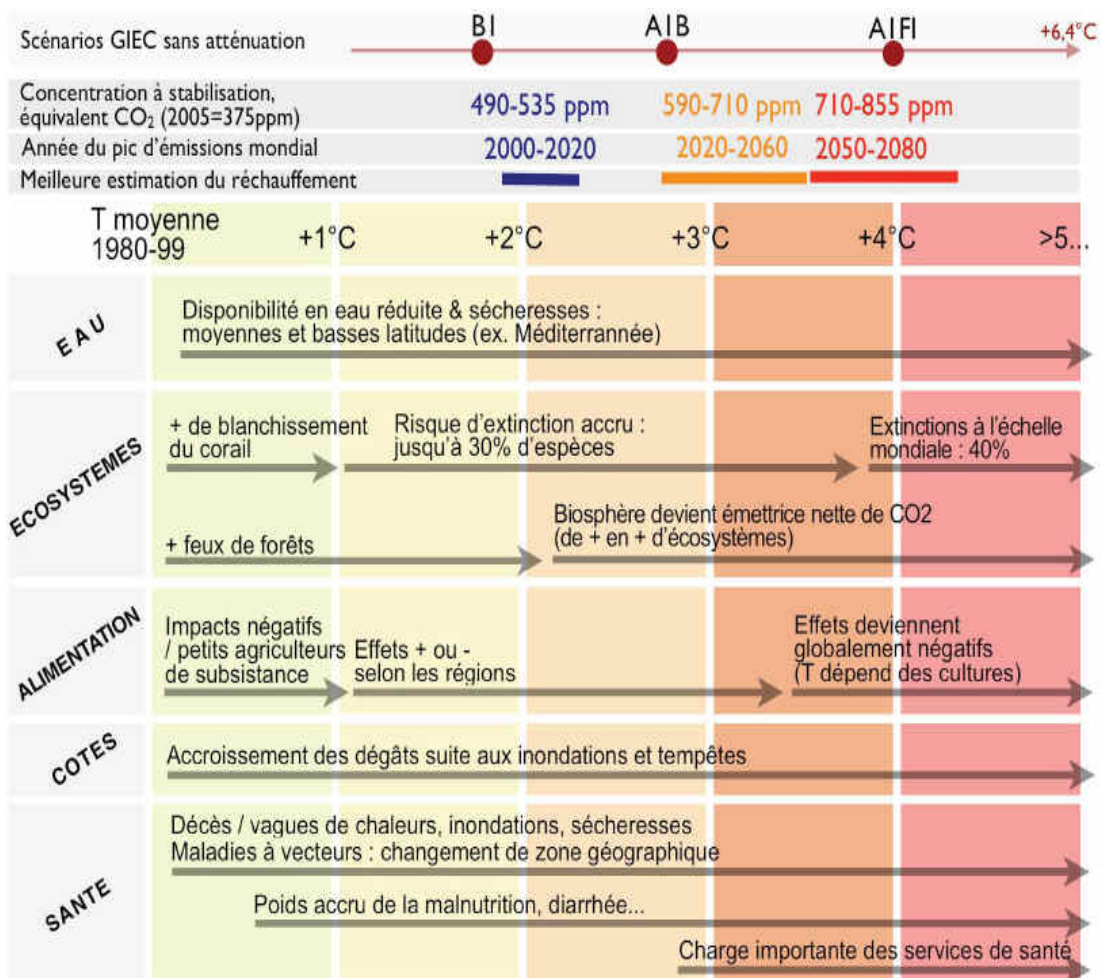 Scénarios GIEC sans atténuation
B1
A1B
A1FI
+6,4°C
Concentration à stabilisation,
équivalent CO2 (2005=375ppm)
490-535 ppm
590-710 ppm
710-855 ppm
Année du pic d'émissions mondial
2000-2020
2020-2060
2050-2080
Meilleure estimation du réchauffement
T moyenne
1980-99
+1°C
+2°C
+3°C
+4°C
>5...
EAU
Disponibilité en eau réduite & sécheresses :
moyennes et basses latitudes (ex. Méditerrannée)
ECOSYSTEMES
+ de blanchissement
du corail
Risque d'extinction accru :
jusqu'à 30% d'espèces
Extinctions à l'échelle
mondiale : 40%
+ feux de forêts
Biosphère devient émettrice nette de CO2
(de + en + d'écosystèmes)
ALIMENTATION
Impacts négatifs
/ petits agriculteurs
de subsistance
Effets + ou -
selon les régions
Effets deviennent
globalement négatifs
(T dépend des cultures)
COTES
Accroissement des dégâts suite aux inondations et tempêtes
SANTE
Décès / vagues de chaleurs, inondations, sécheresses
Maladies à vecteurs : changement de zone géographique
Poids accru de la malnutrition, diarrhée...
Charge importante des services de santé